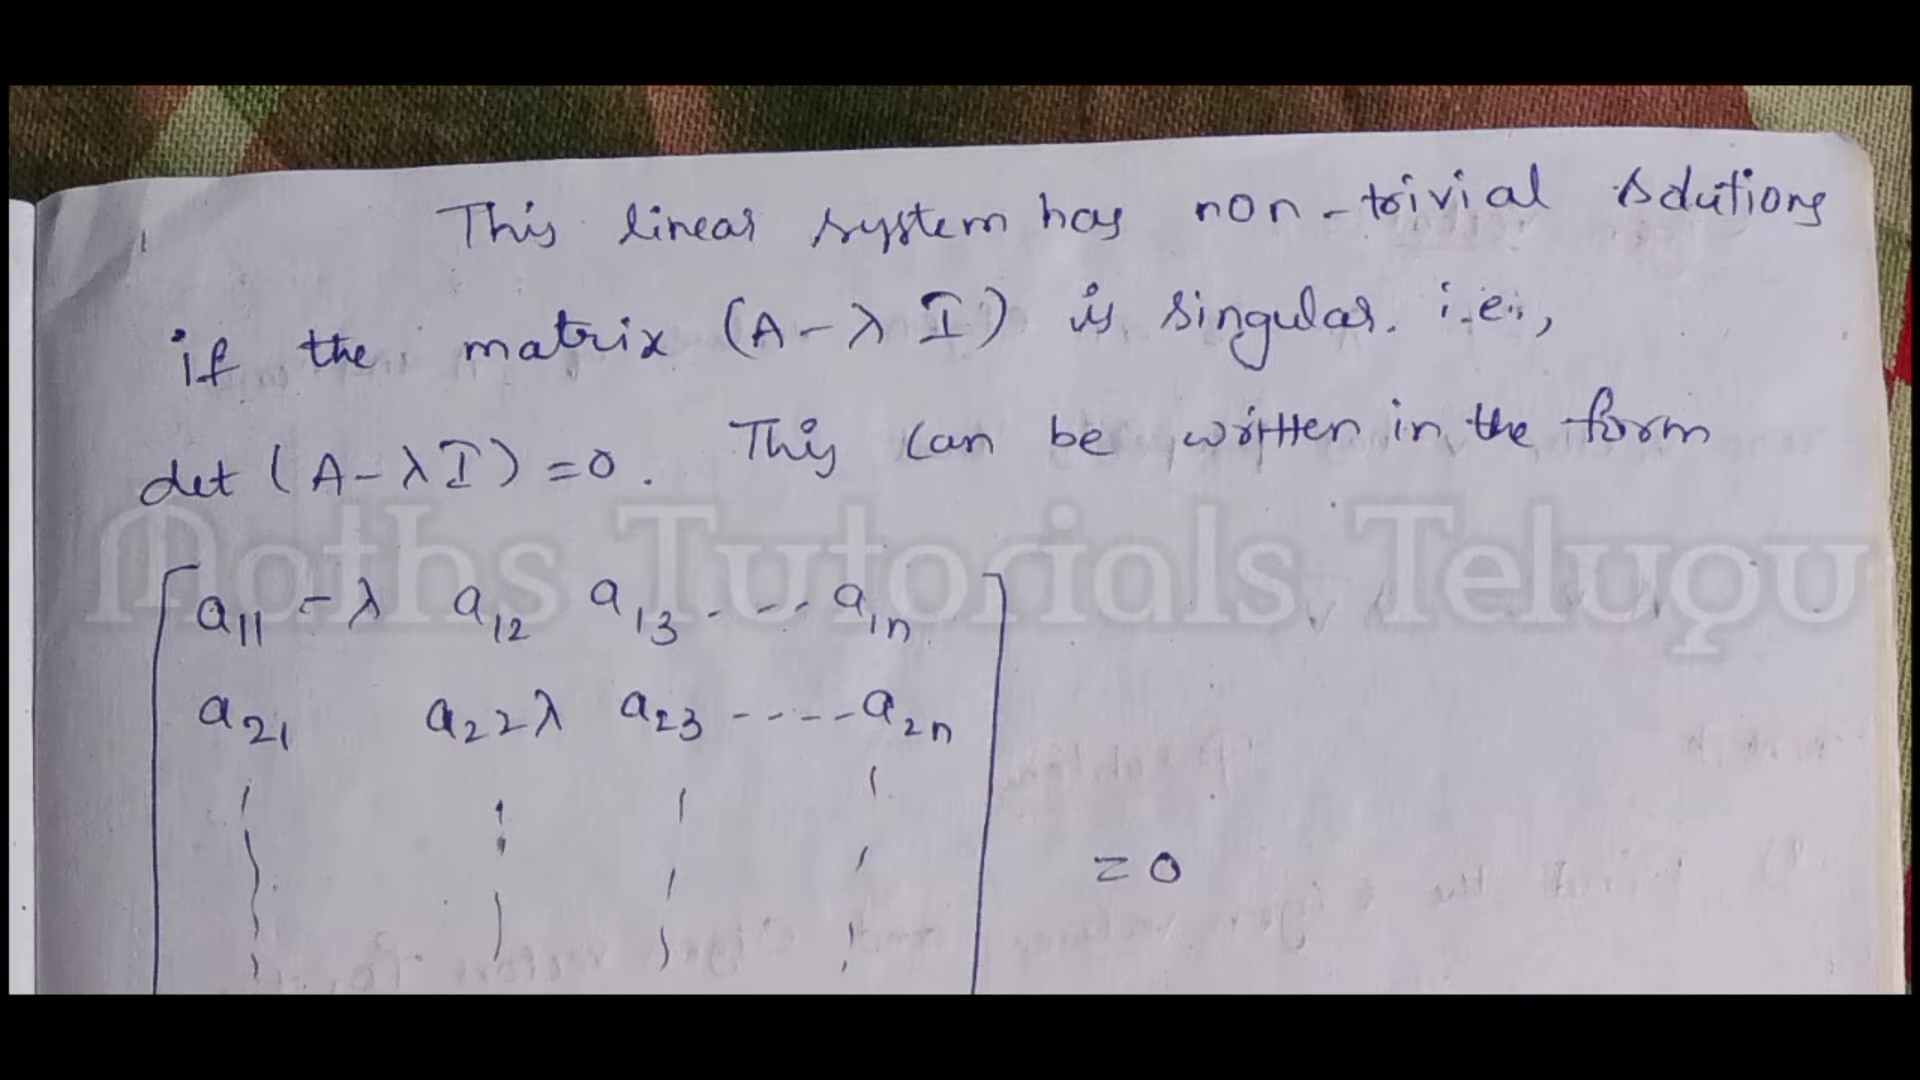 This linear system has non-trivial solutions
if the matrix (A-λI) is singular. i.e.,
det (A-λI)=0. This can be written in the form
Maths Tutorials Telugu
a11 - λ a12 a13 ---- a1n
a21 a22λ a23 ----- a2n
= 0